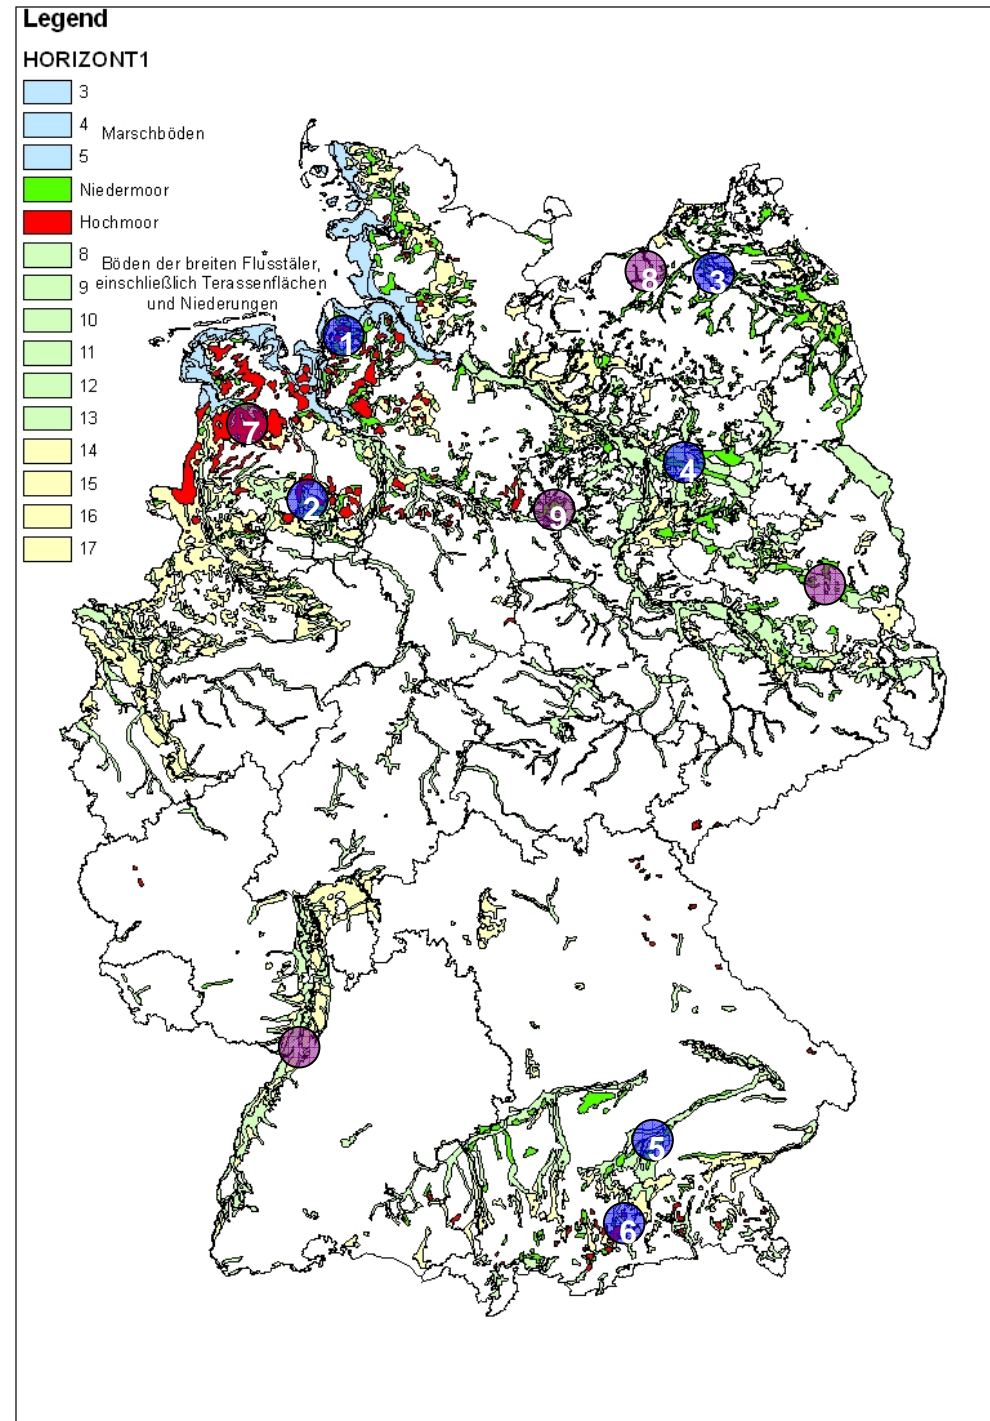 Legend
HORIZONT1
3
4
Marschböden
5
Niedermoor
Hochmoor
8
Böden der breiten Flusstäler,
9
einschließlich Terassenflächen
und Niederungen
10
11
12
13
14
15
16
17
8
3
1
7
4
2
9
5
6